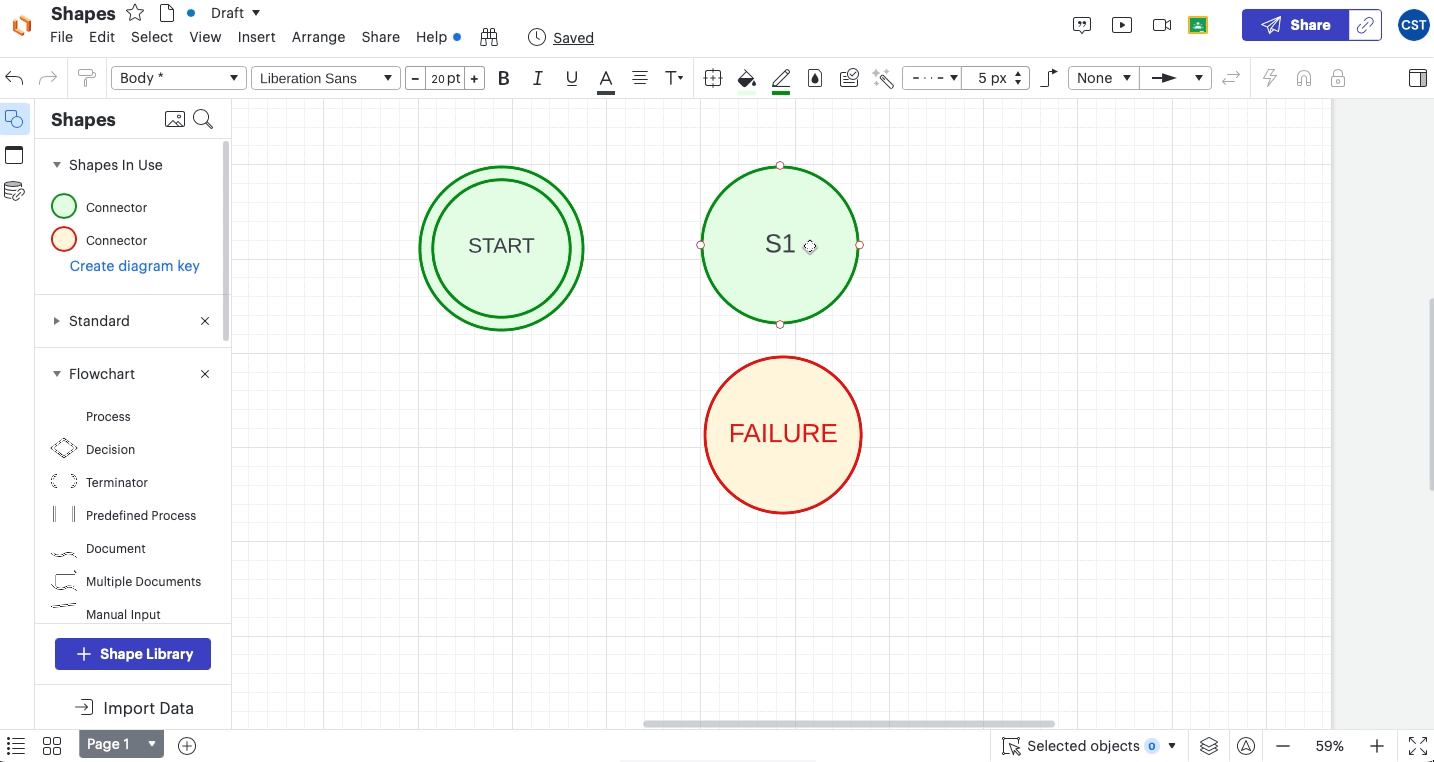 Shapes
Draft
File Edit Select View Insert Arrange Share Help
Saved
Share
CST
Body *
Liberation Sans
− 20 pt +
B I U A T
5 px
None
Shapes
Shapes In Use
Connector
Connector
Create diagram key
Standard
Flowchart
Process
Decision
Terminator
Predefined Process
Document
Multiple Documents
Manual Input
+ Shape Library
Import Data
START
S1
FAILURE
Page 1
Selected objects 0
A
− 59% +